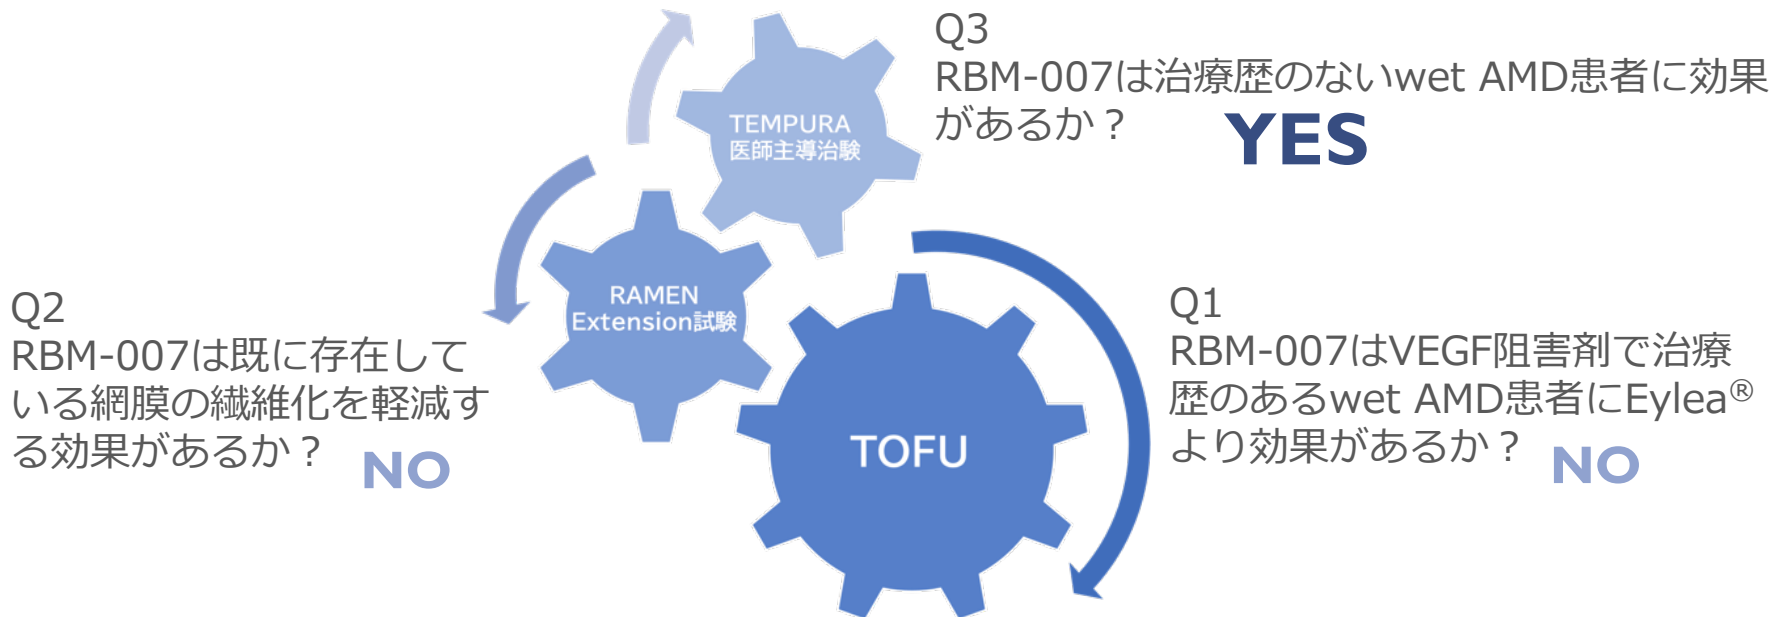 Q3
RBM-007は治療歴のないwet AMD患者に効果
があるか？
YES
TEMPURA
医師主導治験
RAMEN
Extension試験
Q2
RBM-007は既に存在して
いる網膜の繊維化を軽減す
る効果があるか？
NO
TOFU
Q1
RBM-007はVEGF阻害剤で治療
歴のあるwet AMD患者にEylea®
より効果があるか？
NO